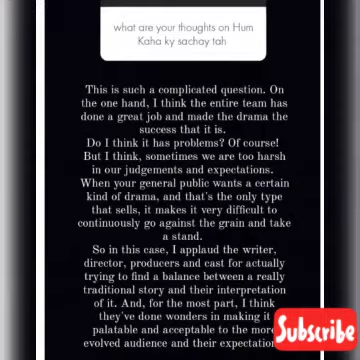 what are your thoughts on Hum
Kaha ky sachay tah
This is such a complicated question. On
the one hand, I think the entire team has
done a great job and made the drama the
success that it is.
Do I think it has problems? Of course!
But I think, sometimes we are too harsh
in our judgements and expectations.
When your general public wants a certain
kind of drama, and that's the only type
that sells, it makes it very difficult to
continuously go against the grain and take
a stand.
So in this case, I applaud the writer,
director, producers and cast for actually
trying to find a balance between a really
traditional story and their interpretation
of it. And, for the most part, I think
they've done wonders in making it
palatable and acceptable to the more
evolved audience and their expectation
Subscribe